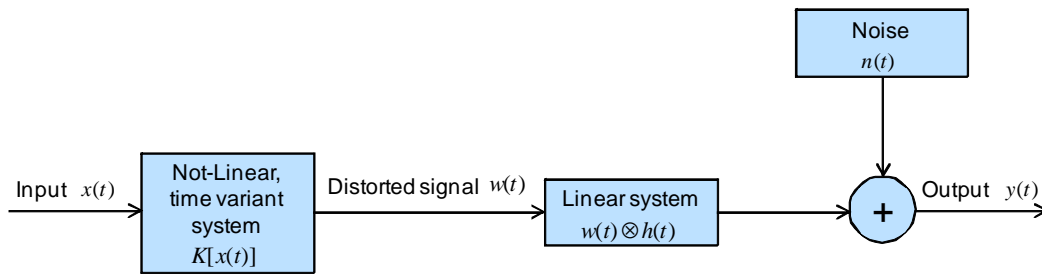 Noise
n(t)
Input x(t)
Not-Linear,
time variant
system
K[x(t)]
Distorted signal w(t)
Linear system
w(t)⊗h(t)
+
Output y(t)